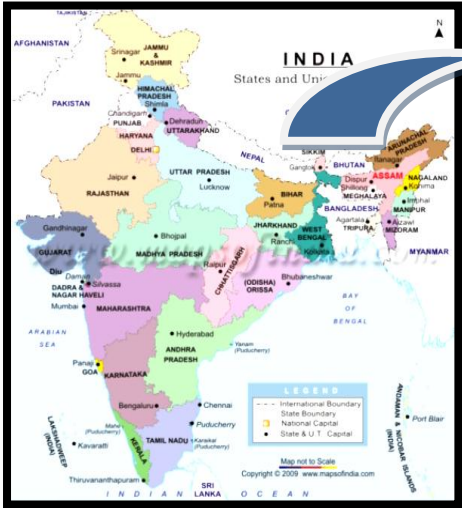 TAJIKISTAN
N
AFGHANISTAN
JAMMU
&
KASHMIR
Srinagar
Jammu
INDIA
States and Uni
HIMACHAL
PRADESH
Shimla
PAKISTAN
Chandigarh
PUNJAB
Dehradun
UTTARAKHAND
HARYANA
DELHI
NEPAL
SIKKIM
Gangtok
BHUTAN
ARUNACHAL
PRADESH
Itanagar
ASSAM
Dispur
Shillong
MEGHALAYA
NAGALAND
Kohima
Imphal
MANIPUR
BANGLADESH
Agartala
TRIPURA
Aizawl
MIZORAM
MYANMAR
Jaipur
RAJASTHAN
UTTAR PRADESH
Lucknow
BIHAR
Patna
JHARKHAND
Ranchi
WEST
BENGAL
Kolkata
Gandhinagar
GUJARAT
Bhopal
MADHYA PRADESH
www.mapsofindia.com
Diu
Daman
Silvassa
DADRA &
NAGAR HAVELI
Mumbai
MAHARASHTRA
Raipur
CHHATTISGARH
(ODISHA)
ORISSA
Bhubaneshwar
ARABIAN
SEA
BAY
OF
BENGAL
Hyderabad
ANDHRA
PRADESH
Yanam
(Puducherry)
Panaji
GOA
KARNATAKA
Bengaluru
Chennai
Mahe
(Puducherry)
Puducherry
Karaikal
(Puducherry)
TAMIL NADU
KERALA
Thiruvananthapuram
LAKSHADWEEP
(INDIA)
Kavaratti
SRI
LANKA
INDIAN OCEAN
ANDAMAN & NICOBAR ISLANDS
(INDIA)
Port Blair
LEGEND
International Boundary
State Boundary
National Capital
State & U.T. Capital
Map not to Scale
Copyright © 2009 www.mapsofindia.com